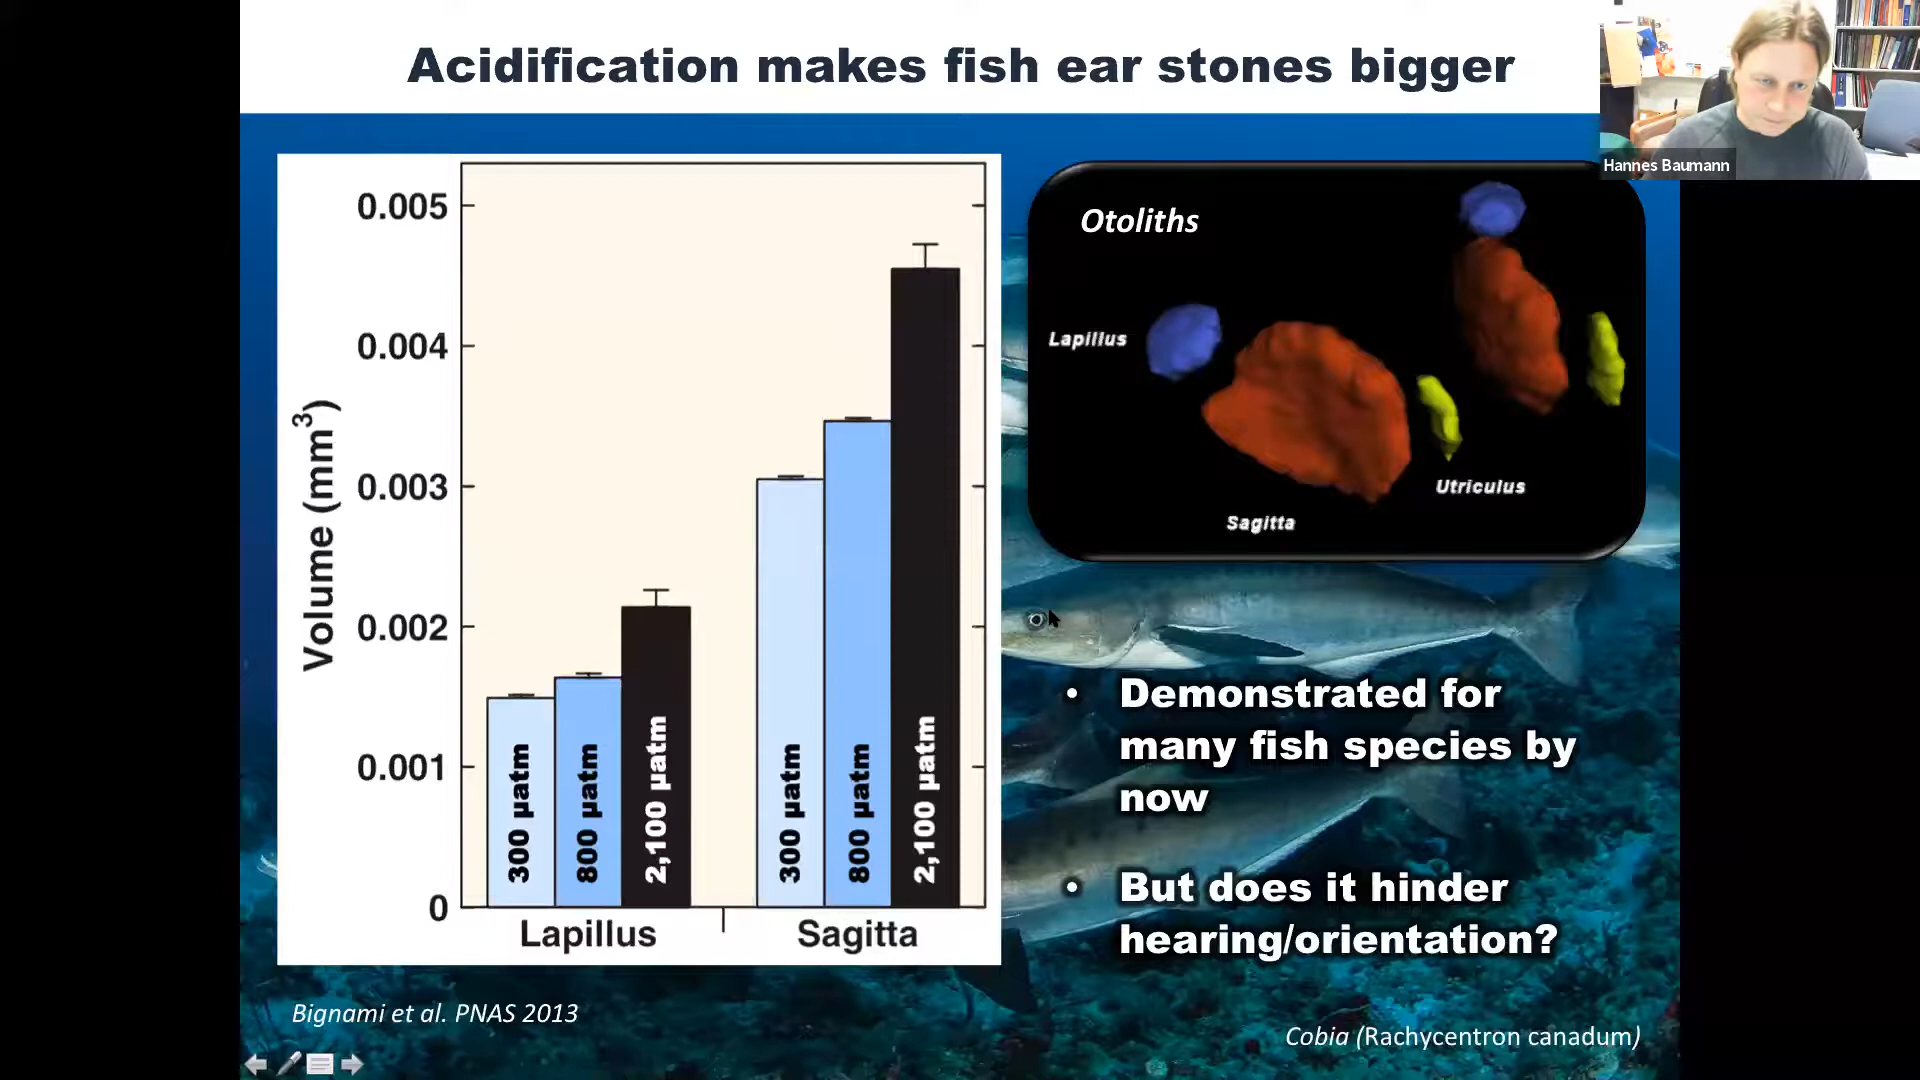 Acidification makes fish ear stones bigger
Hannes Baumann
0.005
0.004
0.003
0.002
0.001
0
Volume (mm³)
300 µatm
800 µatm
2,100 µatm
300 µatm
800 µatm
2,100 µatm
Lapillus
Sagitta
Otoliths
Lapillus
Utriculus
Sagitta
• Demonstrated for
many fish species by
now
• But does it hinder
hearing/orientation?
Bignami et al. PNAS 2013
Cobia (Rachycentron canadum)